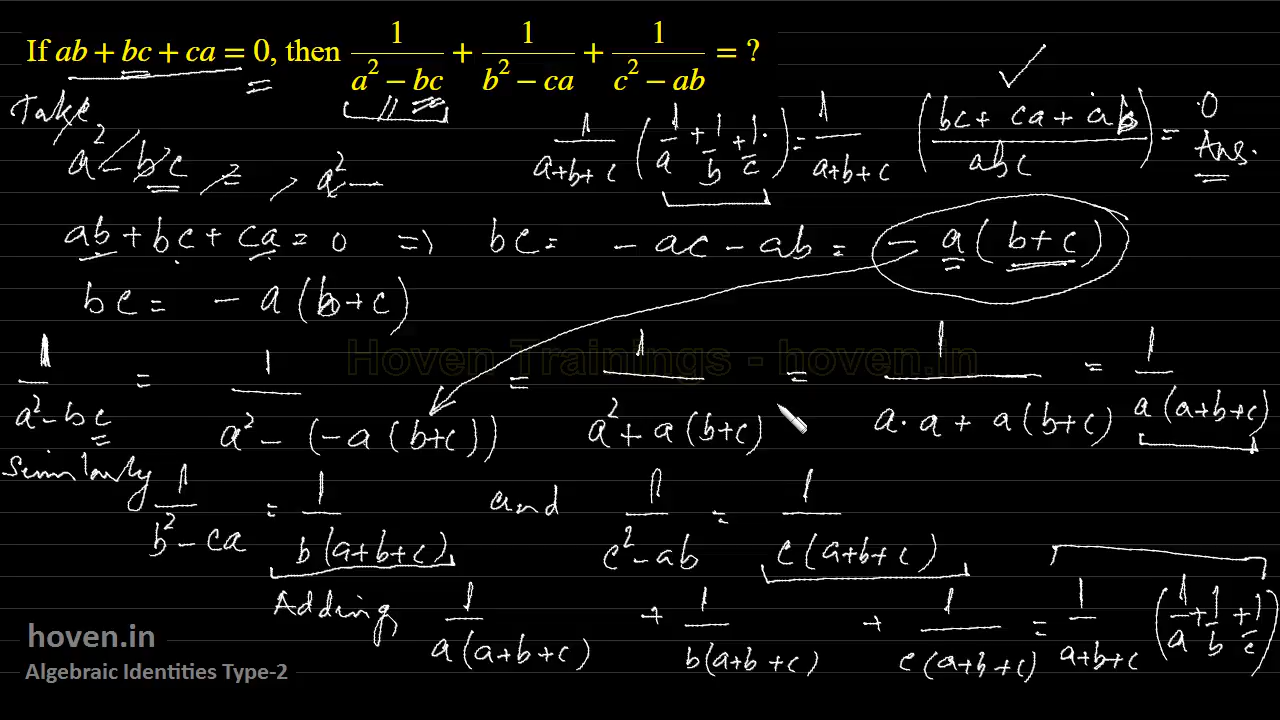 If ab + bc + ca = 0, then 1/(a² − bc) + 1/(b² − ca) + 1/(c² − ab) = ?
Take
a² − bc = , a² −
1/(a+b+c) (1/a + 1/b + 1/c) = 1/(a+b+c) ((bc + ca + ab)/abc) = 0 Ans.
ab + bc + ca = 0 => bc = − ac − ab = − a(b+c)
bc = − a(b+c)
Hoven Trainings - hoven.in
1/(a² − bc) = 1/(a² − (−a(b+c))) = 1/(a² + a(b+c)) = 1/(a·a + a(b+c)) = 1/(a(a+b+c))
Similarly 1/(b² − ca) = 1/(b(a+b+c)) and 1/(c² − ab) = 1/(c(a+b+c))
Adding 1/(a(a+b+c)) + 1/(b(a+b+c)) + 1/(c(a+b+c)) = 1/(a+b+c) (1/a + 1/b + 1/c)
hoven.in
Algebraic Identities Type-2